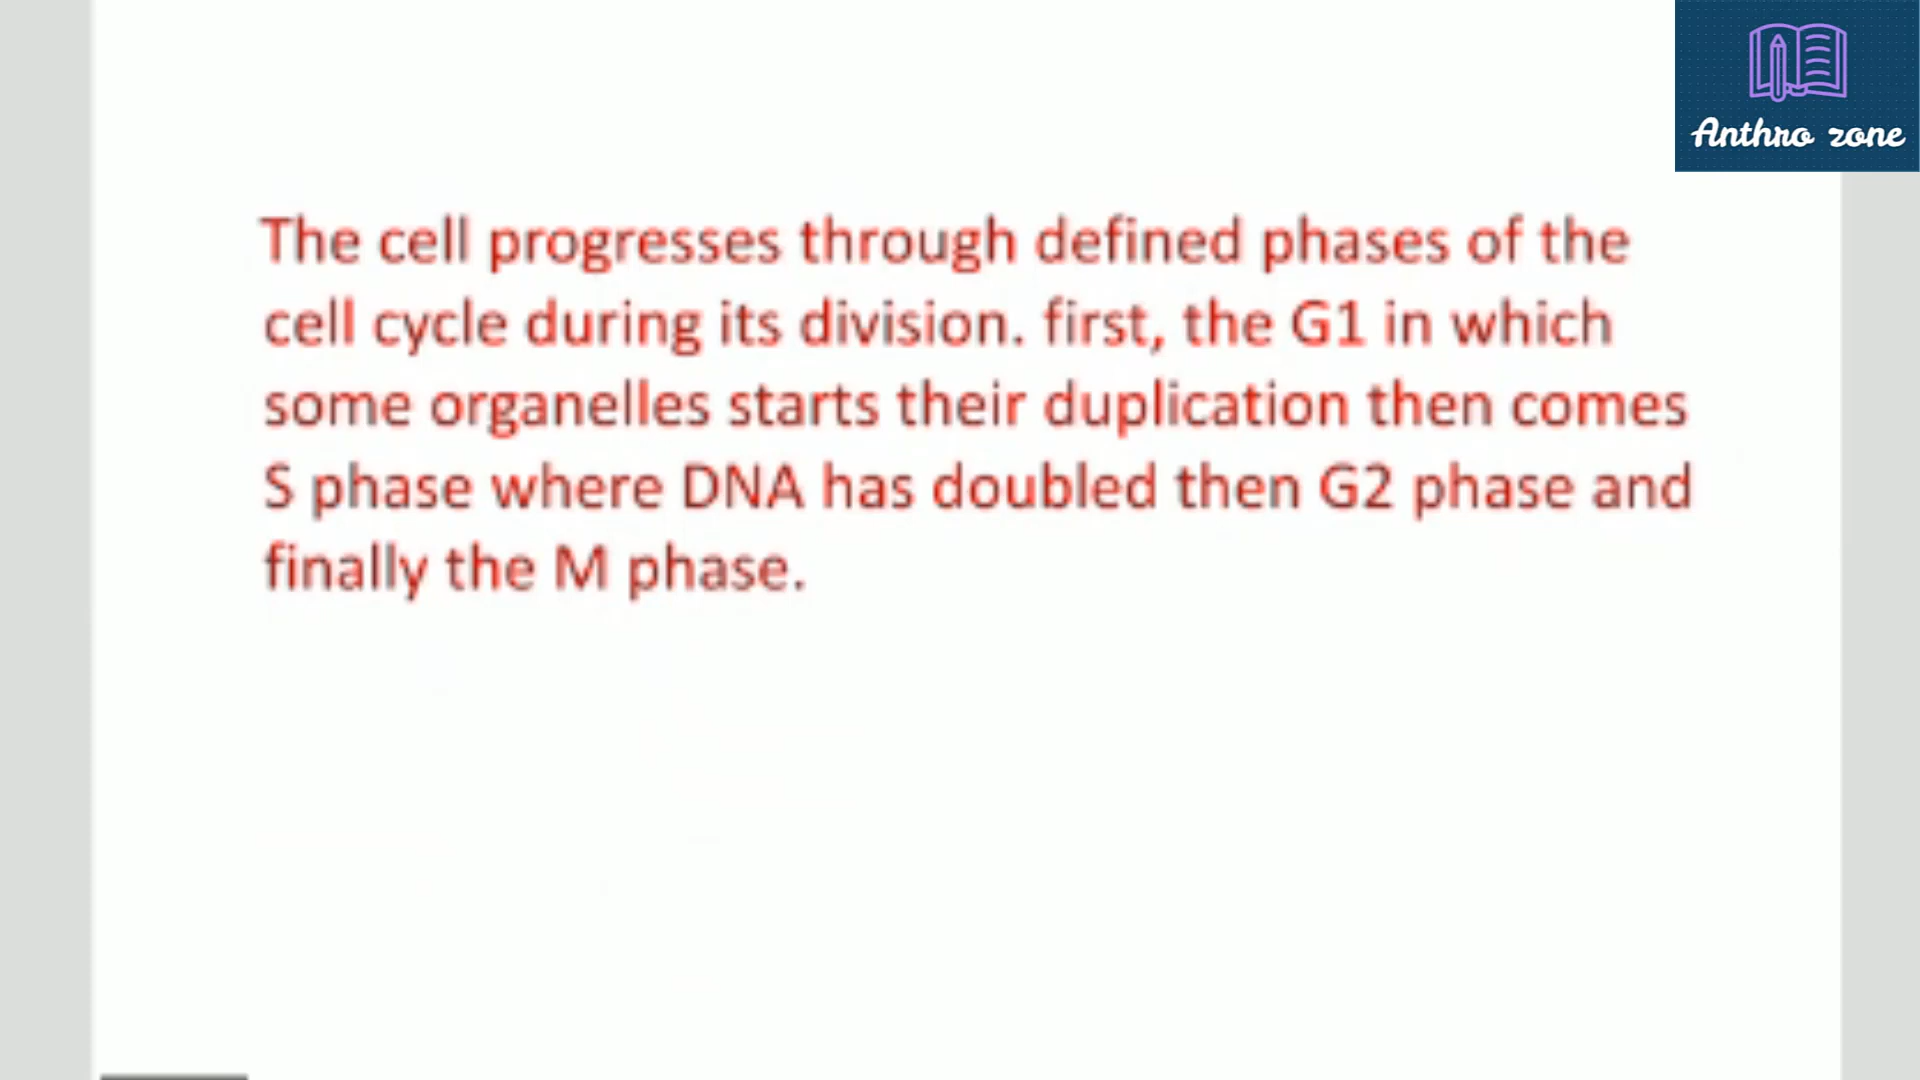 Anthro zone
The cell progresses through defined phases of the
cell cycle during its division. first, the G1 in which
some organelles starts their duplication then comes
S phase where DNA has doubled then G2 phase and
finally the M phase.